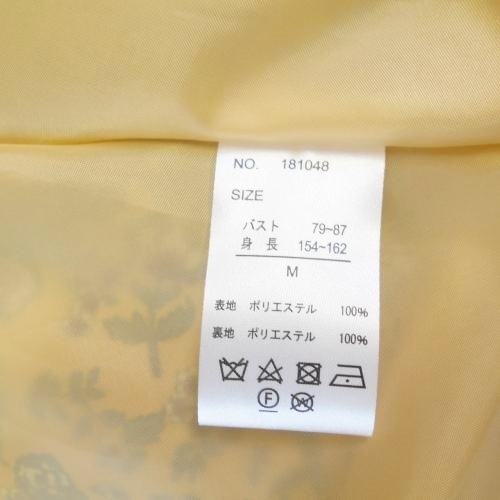 NO. 181048
SIZE
バスト 79~87
身長 154~162
M
表地 ポリエステル 100%
裏地 ポリエステル 100%
F
W